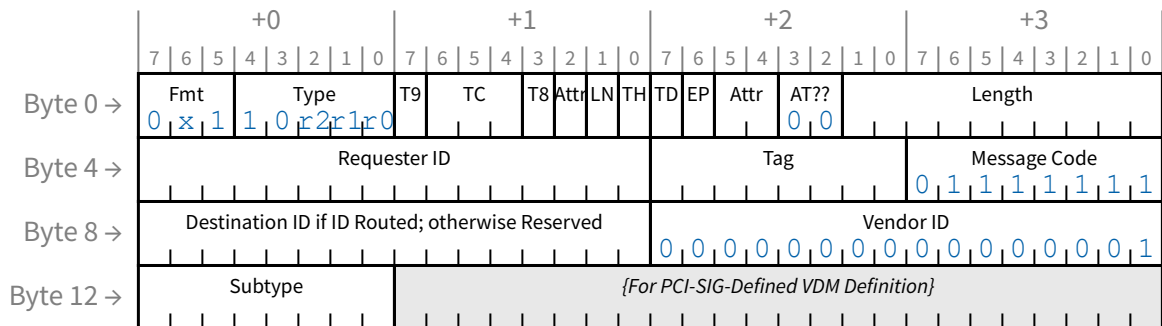 +0 +1 +2 +3
7 6 5 4 3 2 1 0 7 6 5 4 3 2 1 0 7 6 5 4 3 2 1 0 7 6 5 4 3 2 1 0
Byte 0 → Fmt Type T9 TC T8 Attr LN TH TD EP Attr AT?? Length
0 x 1 1 0 r2 r1 r0 0 0
Byte 4 → Requester ID Tag Message Code
0 1 1 1 1 1 1 1
Byte 8 → Destination ID if ID Routed; otherwise Reserved Vendor ID
0 0 0 0 0 0 0 0 0 0 0 0 0 0 0 1
Byte 12 → Subtype {For PCI-SIG-Defined VDM Definition}